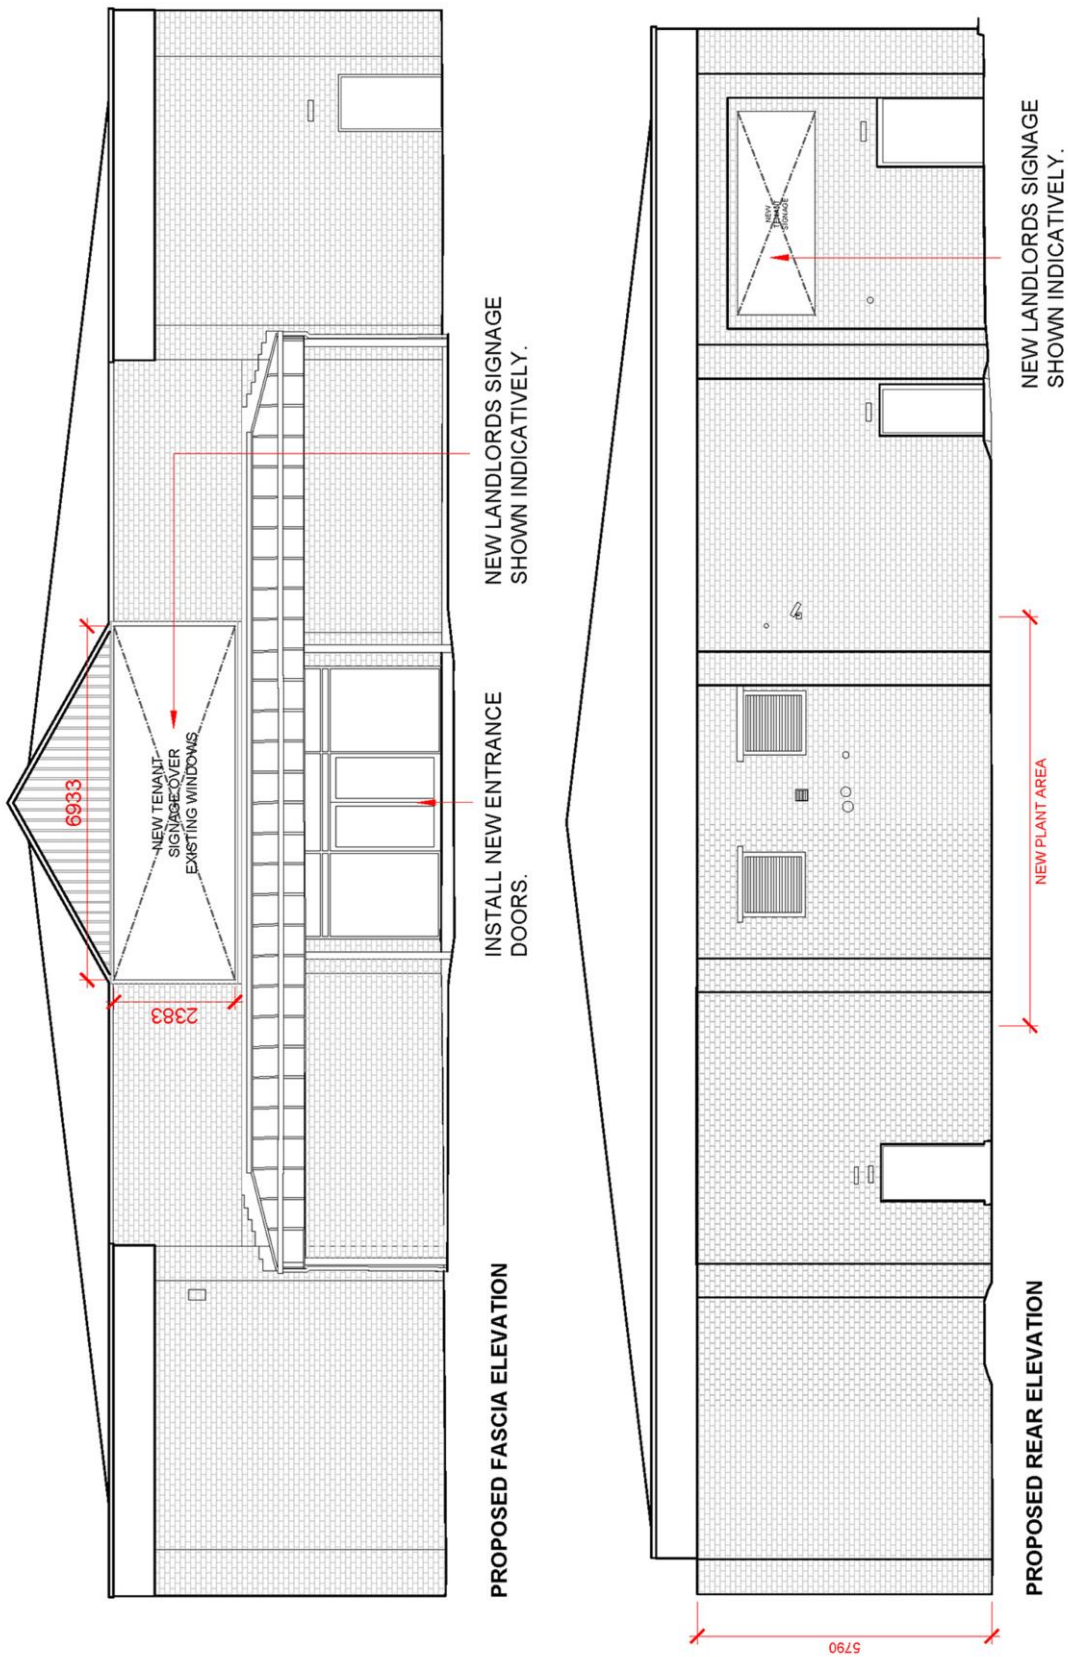 6933
NEW TENANT
SIGNAGE OVER
EXISTING WINDOWS
2383
NEW LANDLORDS SIGNAGE
SHOWN INDICATIVELY.
INSTALL NEW ENTRANCE
DOORS.
PROPOSED FASCIA ELEVATION
NEW
TENANT
SIGNAGE
NEW LANDLORDS SIGNAGE
SHOWN INDICATIVELY.
NEW PLANT AREA
5790
PROPOSED REAR ELEVATION